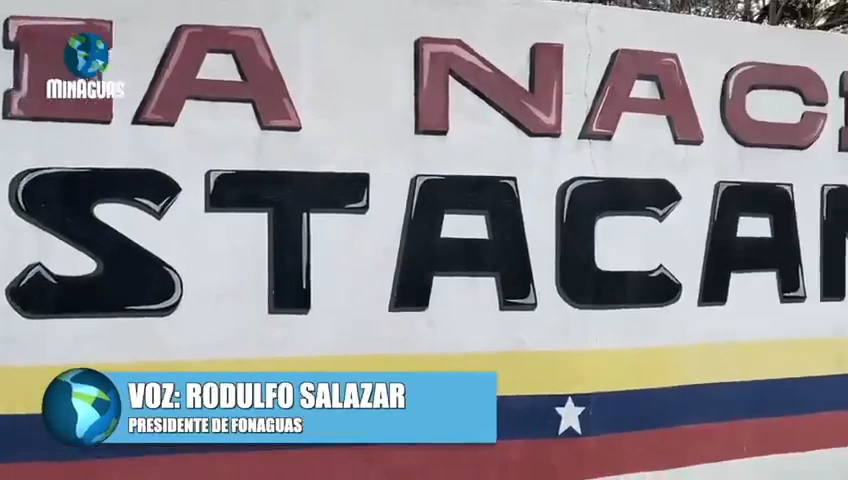 MINAGUAS
IA NAC
STACA
VOZ: RODULFO SALAZAR
PRESIDENTE DE FONAGUAS